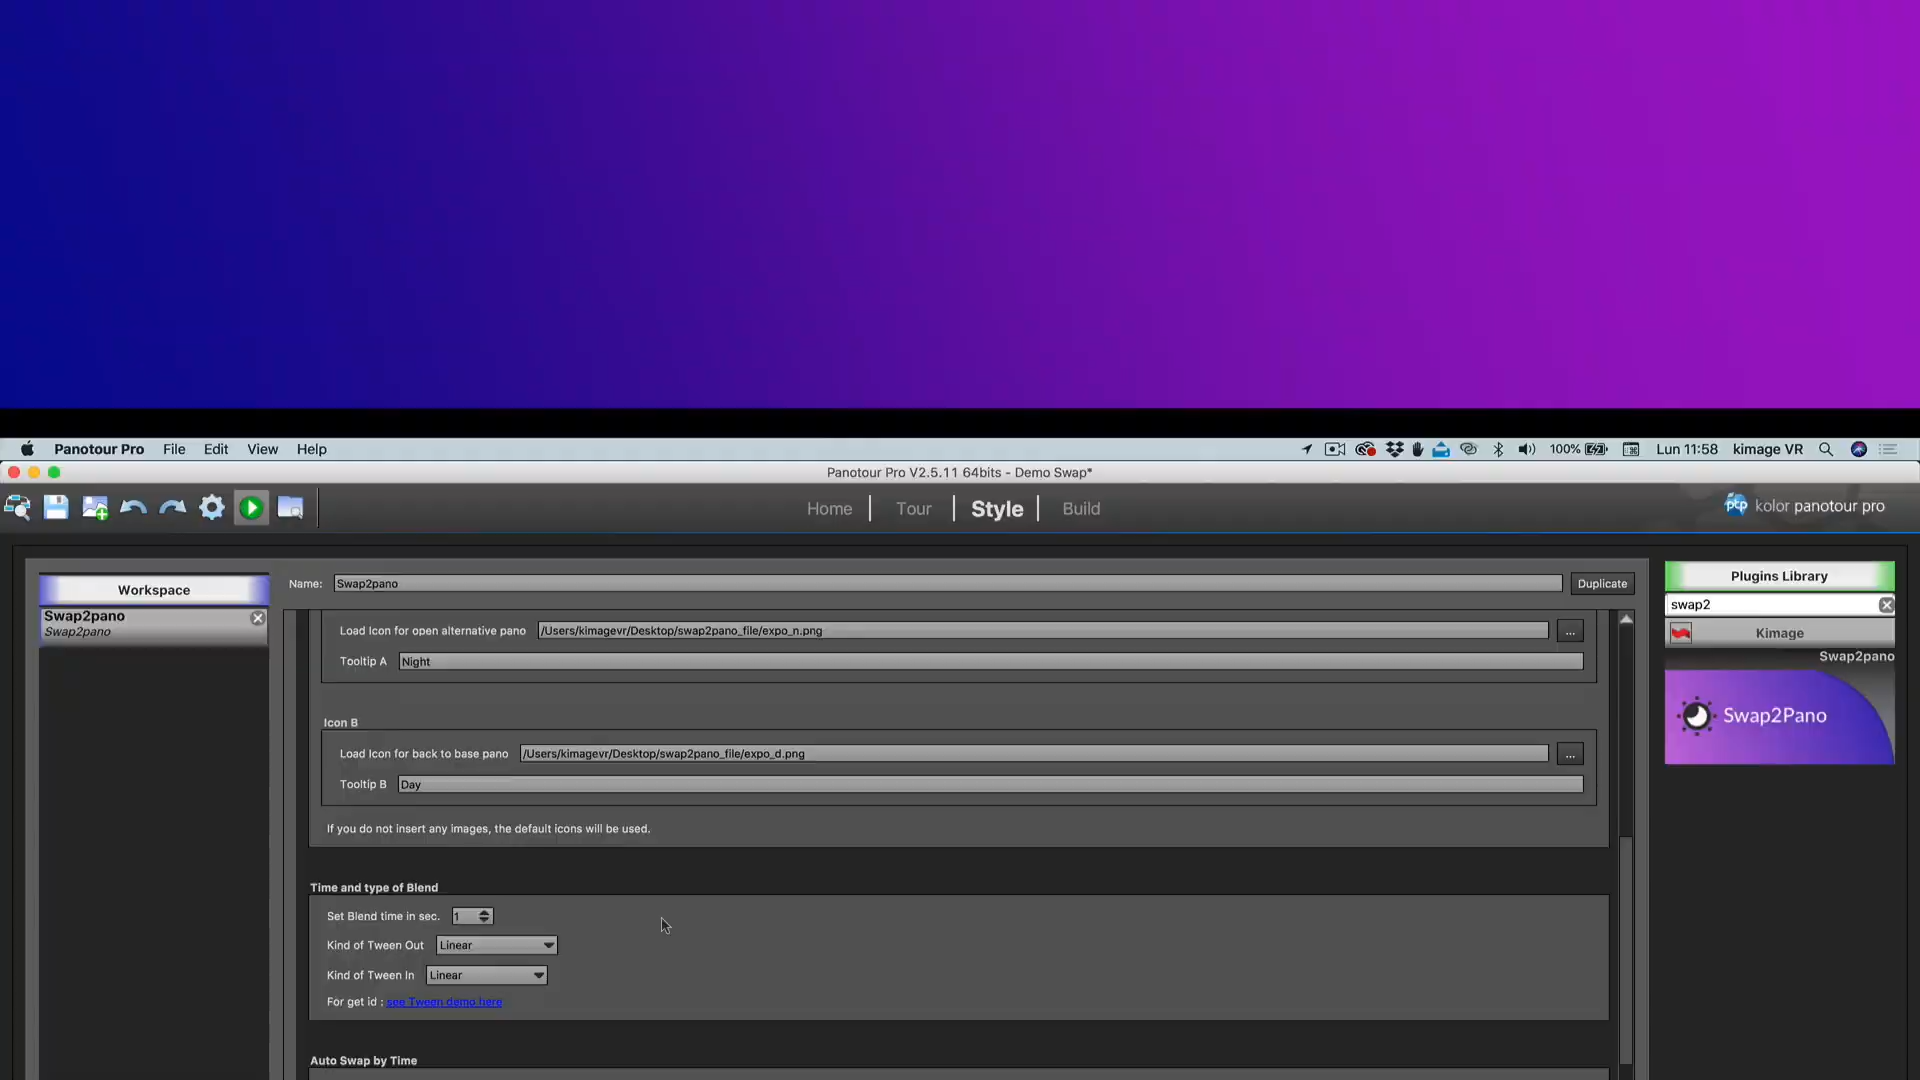 Panotour Pro File Edit View Help 100% Lun 11:58 kimage VR
Panotour Pro V2.5.11 64bits - Demo Swap*
Home Tour Style Build
ptp kolor panotour pro
Workspace
Swap2pano
Swap2pano
Name: Swap2pano Duplicate
Load Icon for open alternative pano /Users/kimagevr/Desktop/swap2pano_file/expo_n.png ...
Tooltip A Night
Icon B
Load Icon for back to base pano /Users/kimagevr/Desktop/swap2pano_file/expo_d.png ...
Tooltip B Day
If you do not insert any images, the default icons will be used.
Time and type of Blend
Set Blend time in sec. 1
Kind of Tween Out Linear
Kind of Tween In Linear
For get id : see Tween demo here
Auto Swap by Time
Plugins Library
swap2
Kimage
Swap2pano
Swap2Pano